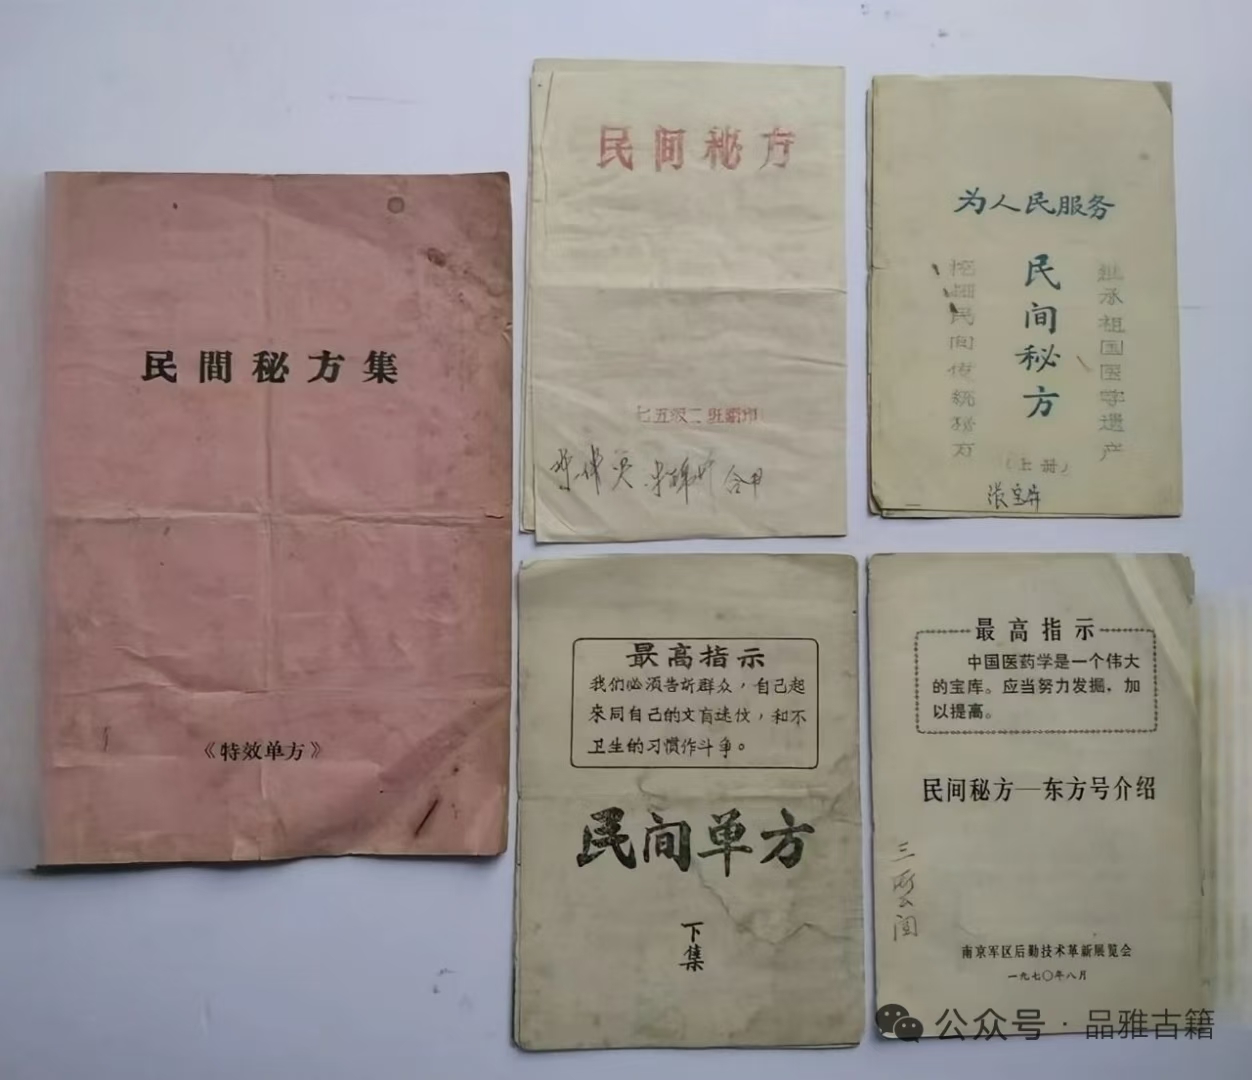 民間秘方集
《特效单方》
民间秘方
七五级二班翻印
合用
为人民服务
继承祖国医学遗产
民间秘方
挖掘民间传统秘方
(上册)
最高指示
我们必须告诉群众，自己起
来同自己的文盲迷信，和不
卫生的习惯作斗争。
民间单方
下集
最高指示
中国医药学是一个伟大
的宝库。应当努力发掘，加
以提高。
民间秘方—东方号介绍
南京军区后勤技术革新展览会
一九七〇年八月
公众号·品雅古籍